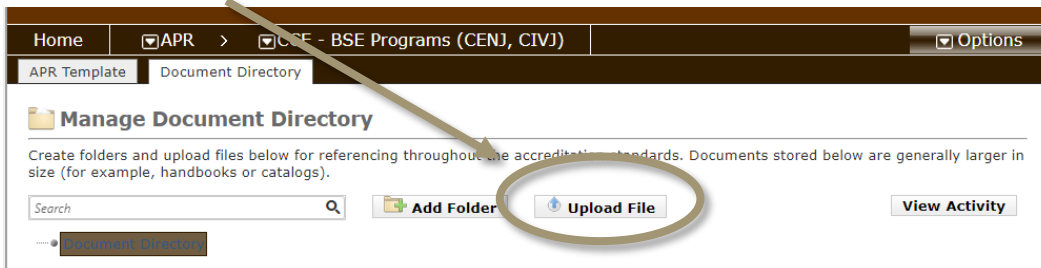 Home APR > CCE - BSE Programs (CENJ, CIVJ) Options
APR Template Document Directory
Manage Document Directory
Create folders and upload files below for referencing throughout the accreditation standards. Documents stored below are generally larger in
size (for example, handbooks or catalogs).
Search Add Folder Upload File View Activity
Document Directory